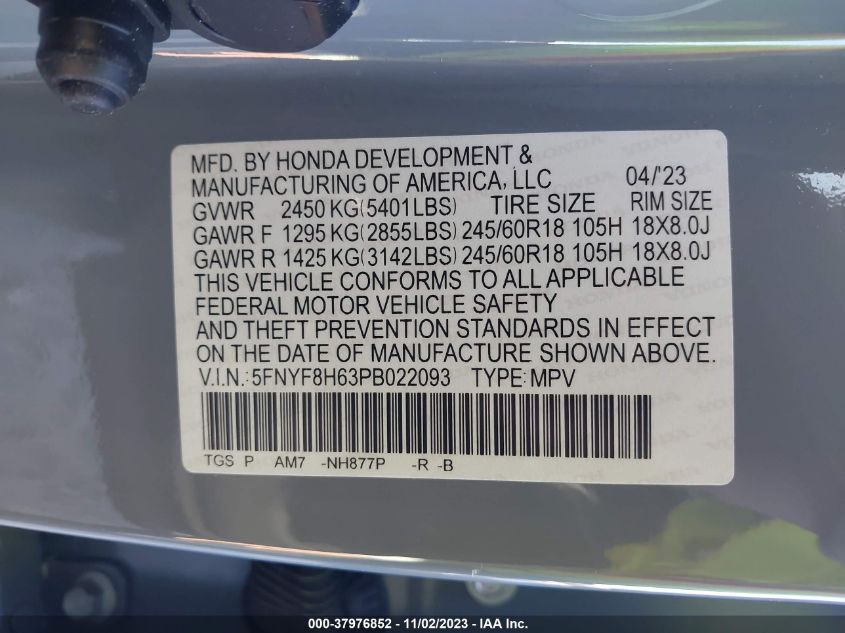 MFD. BY HONDA DEVELOPMENT &
MANUFACTURING OF AMERICA, LLC 04/'23
GVWR 2450 KG(5401LBS) TIRE SIZE RIM SIZE
GAWR F 1295 KG(2855LBS) 245/60R18 105H 18X8.0J
GAWR R 1425 KG(3142LBS) 245/60R18 105H 18X8.0J
THIS VEHICLE CONFORMS TO ALL APPLICABLE
FEDERAL MOTOR VEHICLE SAFETY
AND THEFT PREVENTION STANDARDS IN EFFECT
ON THE DATE OF MANUFACTURE SHOWN ABOVE.
V.I.N.: 5FNYF8H63PB022093 TYPE: MPV
TGS P AM7 -NH877P -R -B
000-37976852 - 11/02/2023 - IAAI.COM